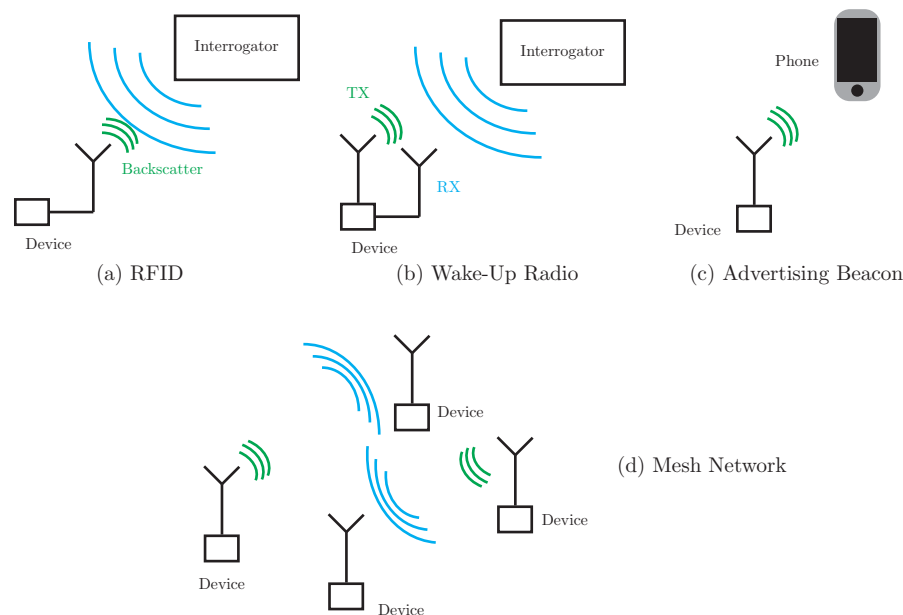 Interrogator
Backscatter
Device
(a) RFID
Interrogator
TX
RX
Device
(b) Wake-Up Radio
Phone
Device
(c) Advertising Beacon
Device
Device
Device
Device
(d) Mesh Network